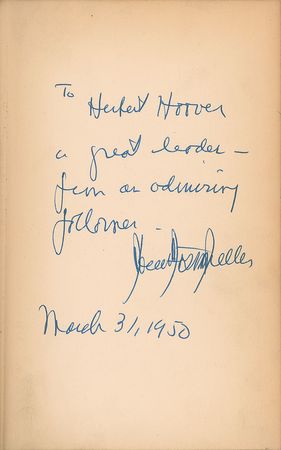 To Herbert Hoover
a great leader –
from an admiring
follower –
March 31, 1950